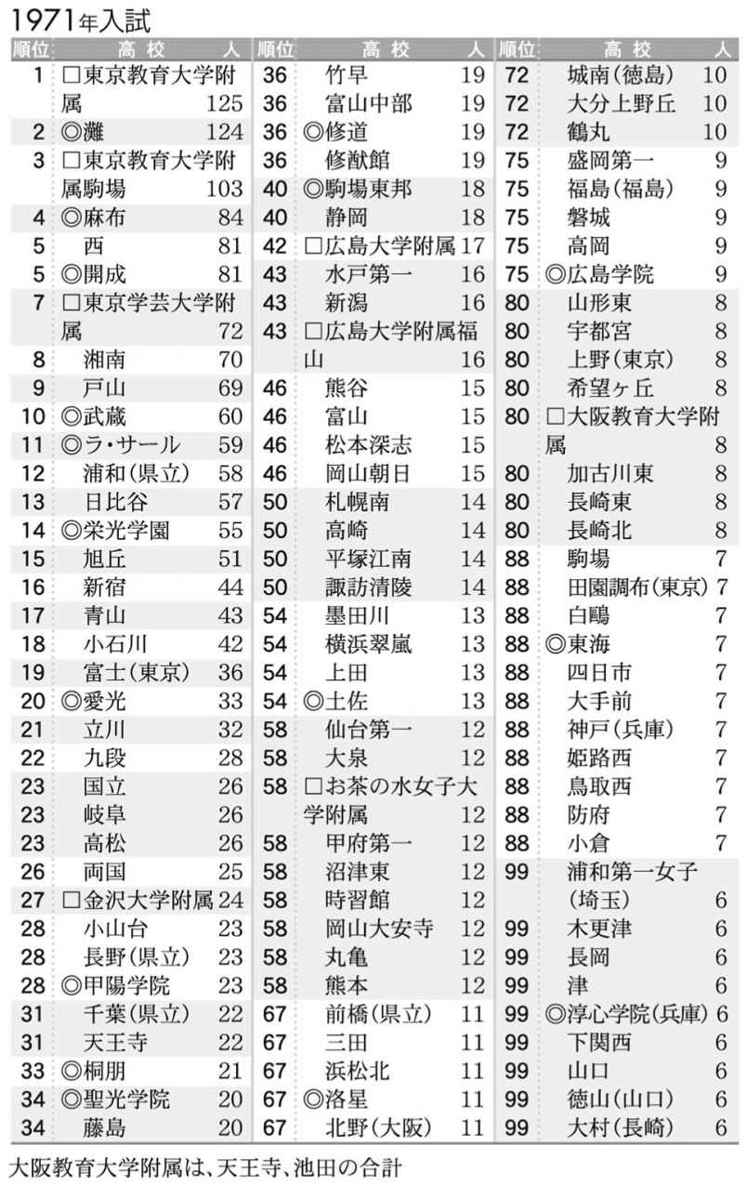 1971年入試
順位 高校 人
1 □東京教育大学附
属 125
2 ◎灘 124
3 □東京教育大学附
属駒場 103
4 ◎麻布 84
5 西 81
5 ◎開成 81
7 □東京学芸大学附
属 72
8 湘南 70
9 戸山 69
10 ◎武蔵 60
11 ◎ラ・サール 59
12 浦和(県立) 58
13 日比谷 57
14 ◎栄光学園 55
15 旭丘 51
16 新宿 44
17 青山 43
18 小石川 42
19 富士(東京) 36
20 ◎愛光 33
21 立川 32
22 九段 28
23 国立 26
23 岐阜 26
23 高松 26
26 両国 25
27 □金沢大学附属 24
28 小山台 23
28 長野(県立) 23
28 ◎甲陽学院 23
31 千葉(県立) 22
31 天王寺 22
33 ◎桐朋 21
34 ◎聖光学院 20
34 藤島 20
順位 高校 人
36 竹早 19
36 富山中部 19
36 ◎修道 19
36 修猷館 19
40 ◎駒場東邦 18
40 静岡 18
42 □広島大学附属 17
43 水戸第一 16
43 新潟 16
43 □広島大学附属福
山 16
46 熊谷 15
46 富山 15
46 松本深志 15
46 岡山朝日 15
50 札幌南 14
50 高崎 14
50 平塚江南 14
50 諏訪清陵 14
54 墨田川 13
54 横浜翠嵐 13
54 上田 13
54 ◎土佐 13
58 仙台第一 12
58 大泉 12
58 □お茶の水女子大
学附属 12
58 甲府第一 12
58 沼津東 12
58 時習館 12
58 岡山大安寺 12
58 丸亀 12
58 熊本 12
67 前橋(県立) 11
67 三田 11
67 浜松北 11
67 ◎洛星 11
67 北野(大阪) 11
順位 高校 人
72 城南(徳島) 10
72 大分上野丘 10
72 鶴丸 10
75 盛岡第一 9
75 福島(福島) 9
75 磐城 9
75 高岡 9
75 ◎広島学院 9
80 山形東 8
80 宇都宮 8
80 上野(東京) 8
80 希望ヶ丘 8
80 □大阪教育大学附
属 8
80 加古川東 8
80 長崎東 8
80 長崎北 8
88 駒場 7
88 田園調布(東京) 7
88 白鷗 7
88 ◎東海 7
88 四日市 7
88 大手前 7
88 神戸(兵庫) 7
88 姫路西 7
88 鳥取西 7
88 防府 7
88 小倉 7
99 浦和第一女子
(埼玉) 6
99 木更津 6
99 長岡 6
99 津 6
99 ◎淳心学院(兵庫) 6
99 下関西 6
99 山口 6
99 徳山(山口) 6
99 大村(長崎) 6
大阪教育大学附属は、天王寺、池田の合計